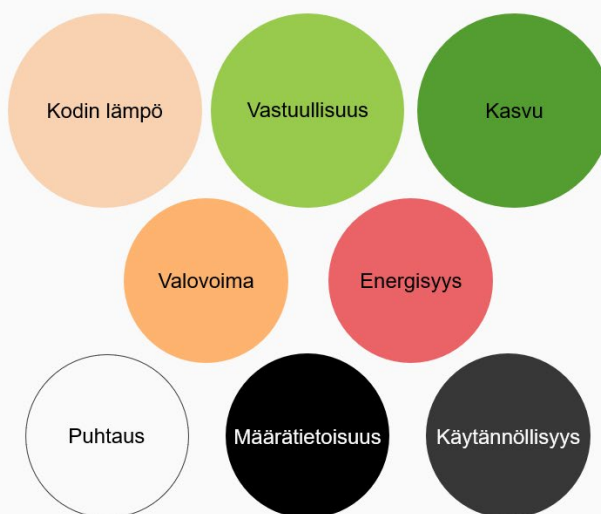 Kodin lämpö
Vastuullisuus
Kasvu
Valovoima
Energisyys
Puhtaus
Määrätietoisuus
Käytännöllisyys